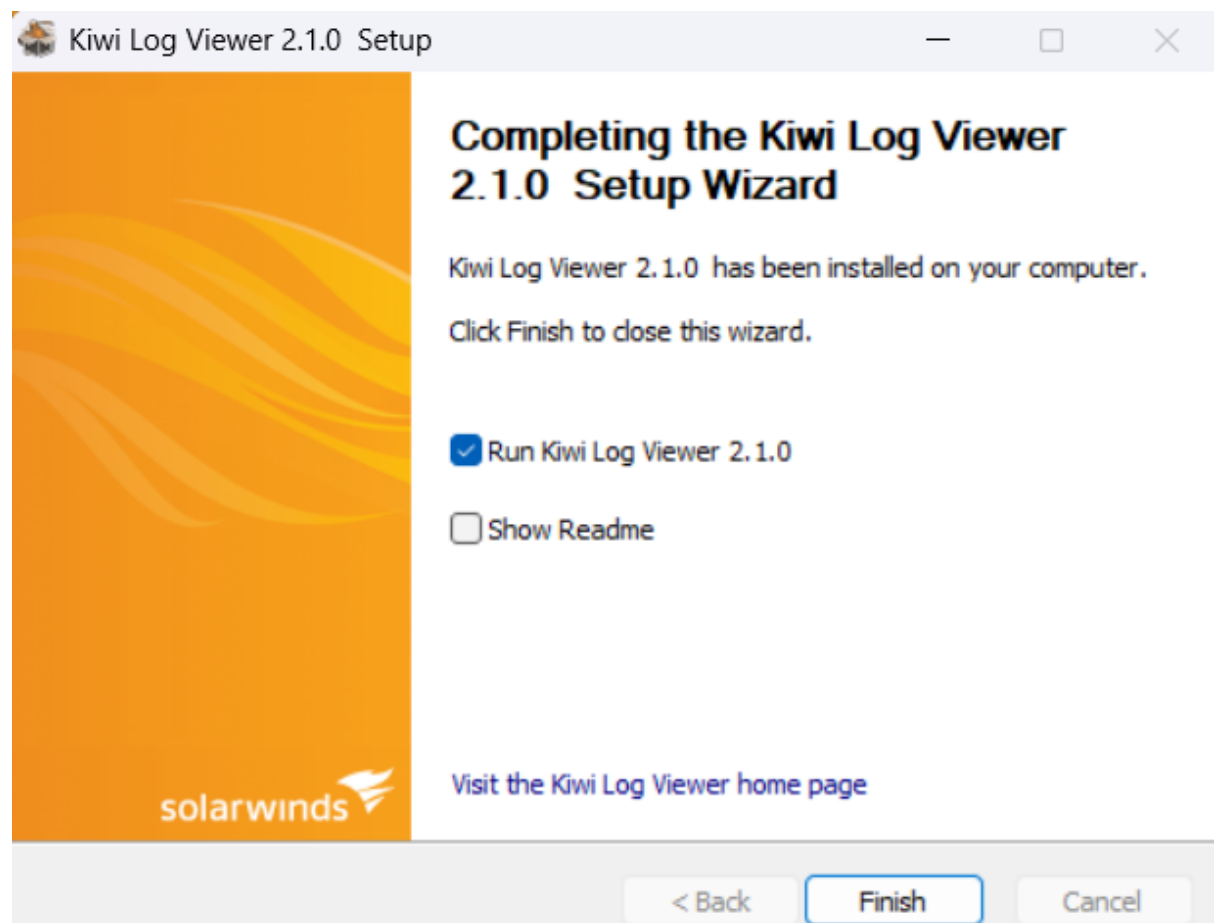 Kiwi Log Viewer 2.1.0  Setup
Completing the Kiwi Log Viewer
2.1.0  Setup Wizard
Kiwi Log Viewer 2.1.0  has been installed on your computer.
Click Finish to close this wizard.
Run Kiwi Log Viewer 2.1.0
Show Readme
solarwinds
Visit the Kiwi Log Viewer home page
< Back
Finish
Cancel